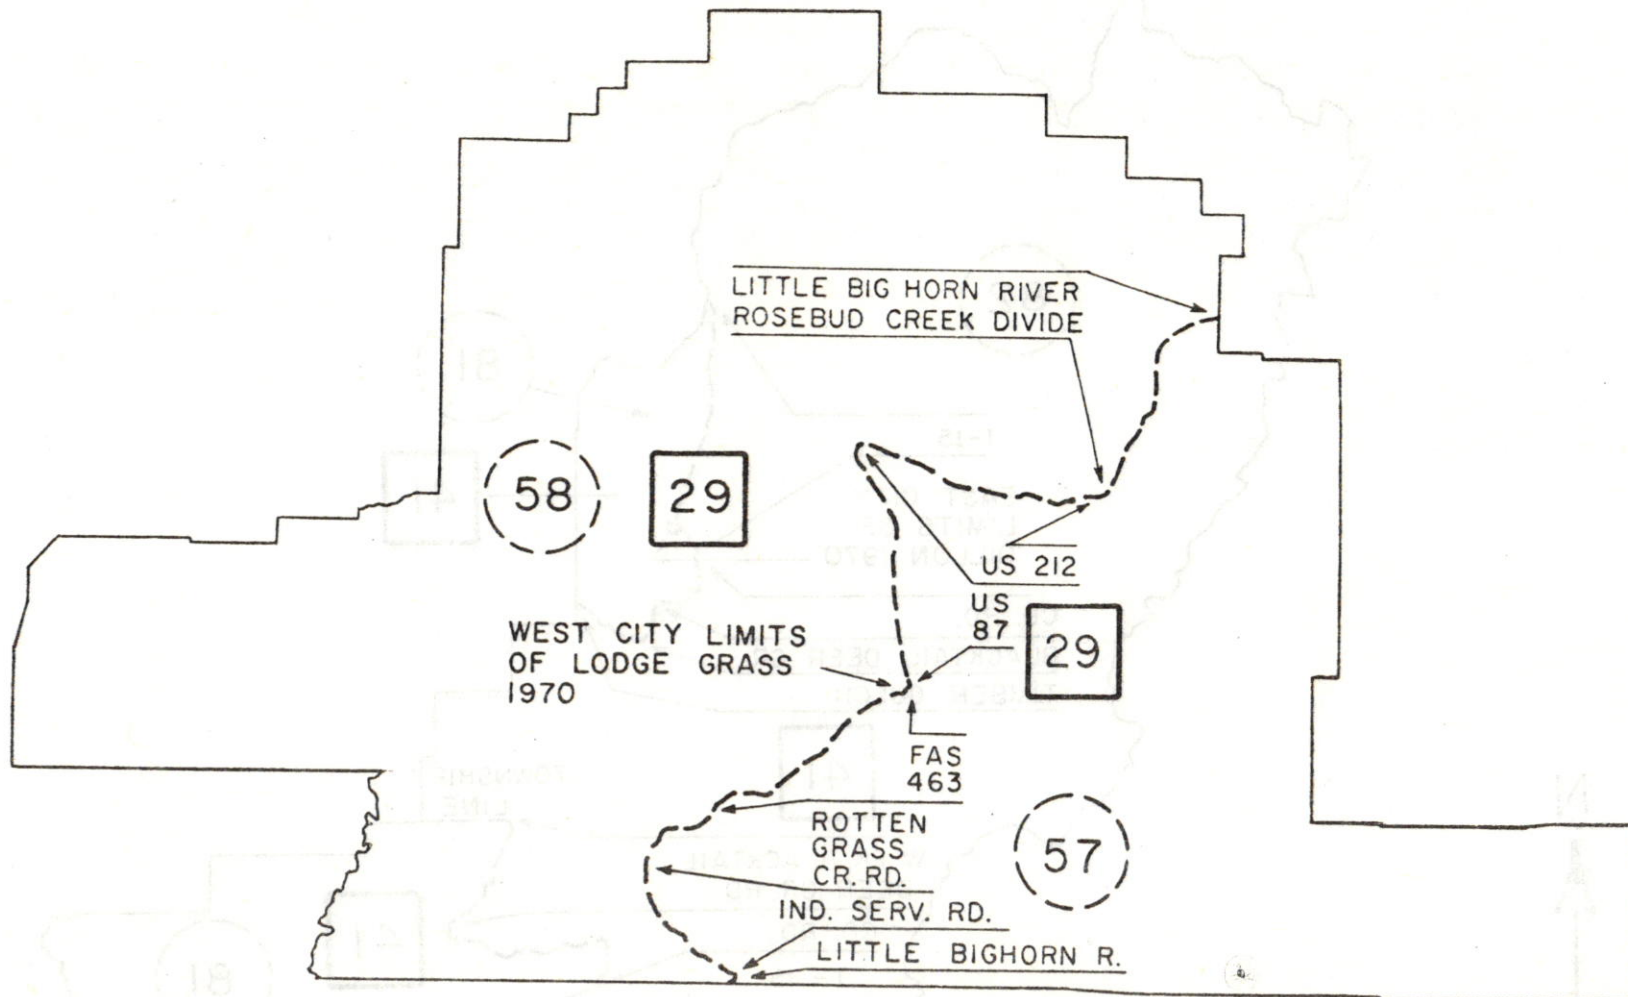 LITTLE BIG HORN RIVER
ROSEBUD CREEK DIVIDE
58
29
US 212
US
87
29
WEST CITY LIMITS
OF LODGE GRASS
1970
FAS
463
ROTTEN
GRASS
CR. RD.
57
IND. SERV. RD.
LITTLE BIGHORN R.